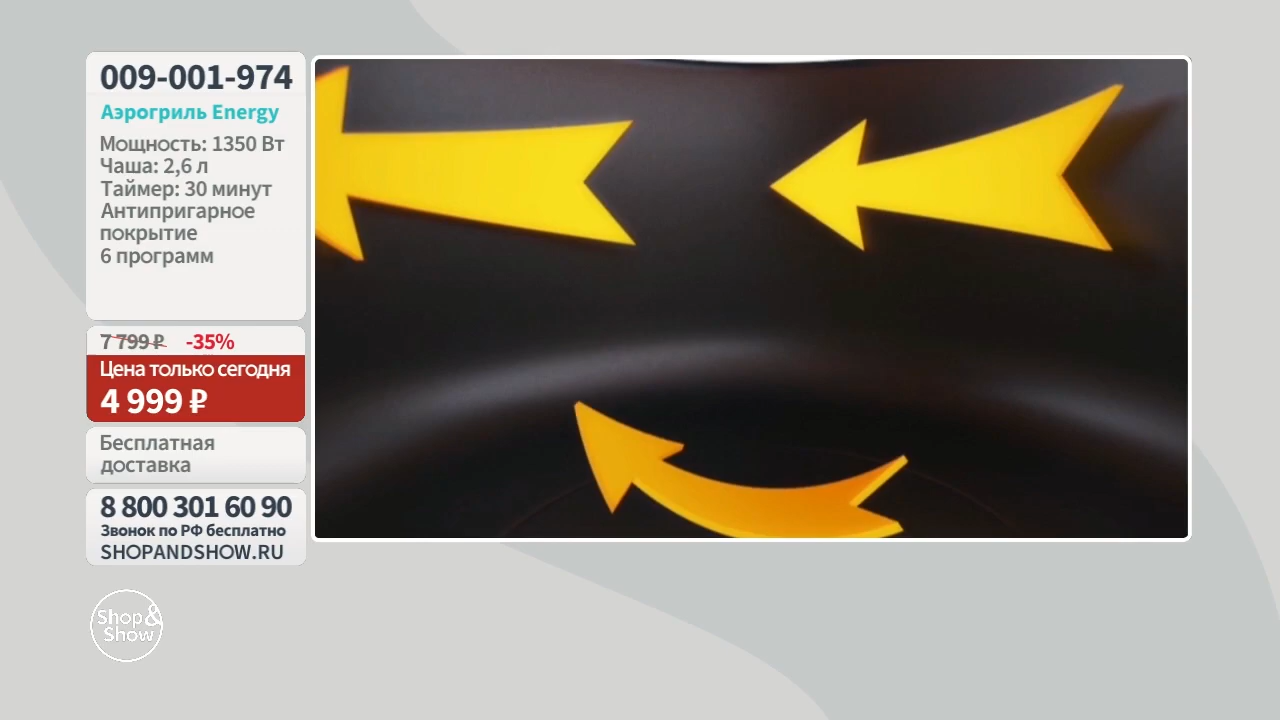 009-001-974
Аэрогриль Energy
Мощность: 1350 Вт
Чаша: 2,6 л
Таймер: 30 минут
Антипригарное
покрытие
6 программ
7 799 ₽ -35%
Цена только сегодня
4 999 ₽
Бесплатная
доставка
8 800 301 60 90
Звонок по РФ бесплатно
SHOPANDSHOW.RU
Shop&
Show